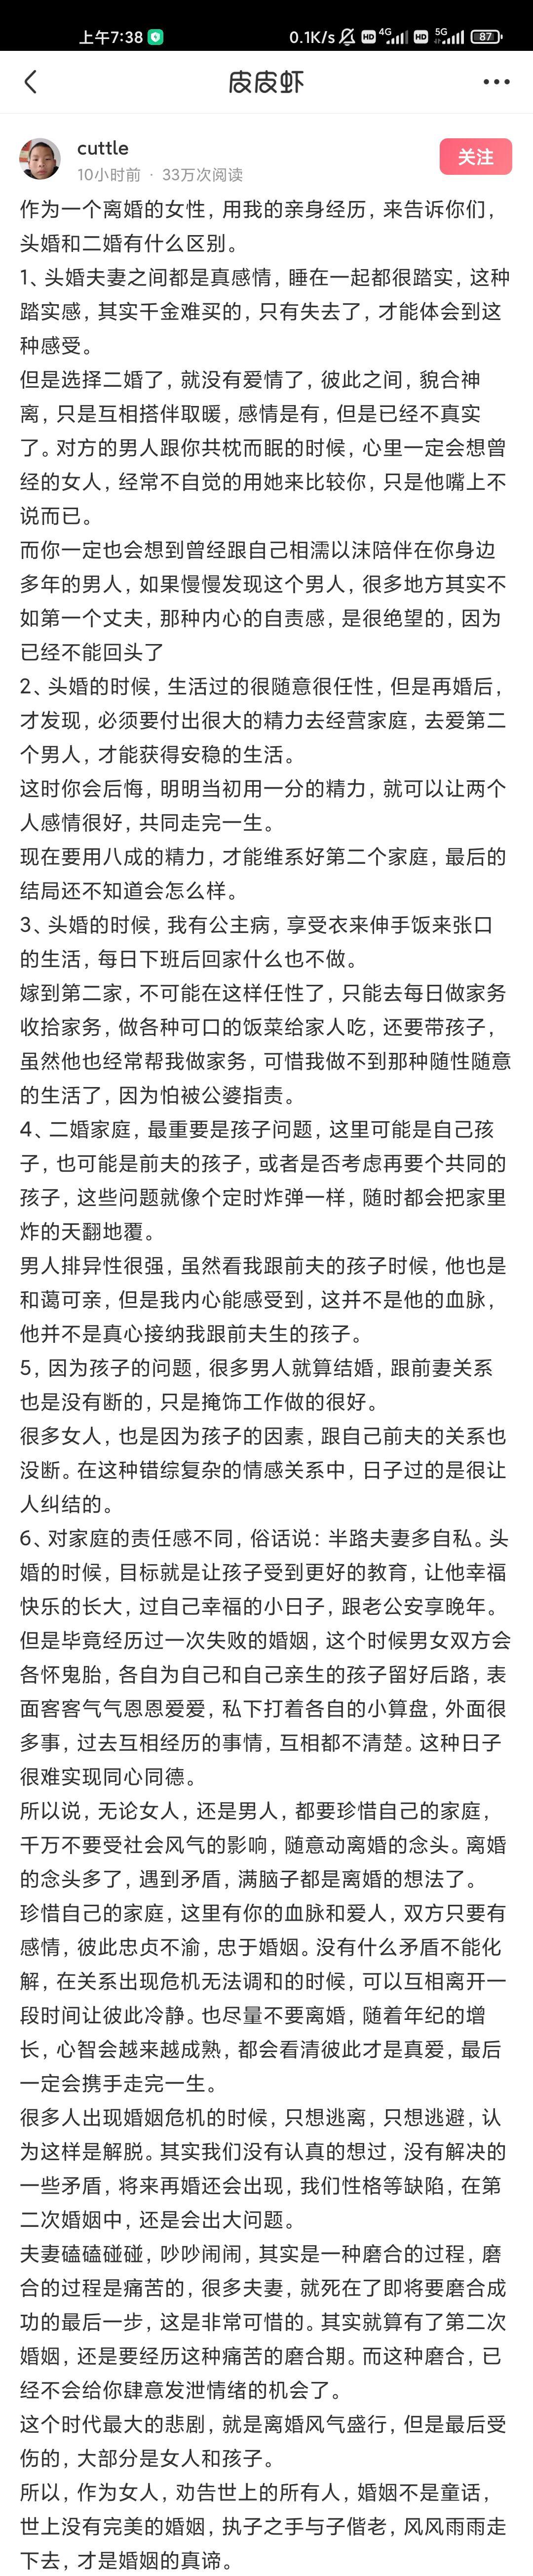 上午7:38
0.1K/s HD 4G HD 5G 87
皮皮虾
cuttle
10小时前 · 33万次阅读
关注
作为一个离婚的女性，用我的亲身经历，来告诉你们，
头婚和二婚有什么区别。
1、头婚夫妻之间都是真感情，睡在一起都很踏实，这种
踏实感，其实千金难买的，只有失去了，才能体会到这
种感受。
但是选择二婚了，就没有爱情了，彼此之间，貌合神
离，只是互相搭伴取暖，感情是有，但是已经不真实
了。对方的男人跟你共枕而眠的时候，心里一定会想曾
经的女人，经常不自觉的用她来比较你，只是他嘴上不
说而已。
而你一定也会想到曾经跟自己相濡以沫陪伴在你身边
多年的男人，如果慢慢发现这个男人，很多地方其实不
如第一个丈夫，那种内心的自责感，是很绝望的，因为
已经不能回头了
2、头婚的时候，生活过的很随意很任性，但是再婚后，
才发现，必须要付出很大的精力去经营家庭，去爱第二
个男人，才能获得安稳的生活。
这时你会后悔，明明当初用一分的精力，就可以让两个
人感情很好，共同走完一生。
现在要用八成的精力，才能维系好第二个家庭，最后的
结局还不知道会怎么样。
3、头婚的时候，我有公主病，享受衣来伸手饭来张口
的生活，每日下班后回家什么也不做。
嫁到第二家，不可能在这样任性了，只能去每日做家务
收拾家务，做各种可口的饭菜给家人吃，还要带孩子，
虽然他也经常帮我做家务，可惜我做不到那种随性随意
的生活了，因为怕被公婆指责。
4、二婚家庭，最重要是孩子问题，这里可能是自己孩
子，也可能是前夫的孩子，或者是否考虑再要个共同的
孩子，这些问题就像个定时炸弹一样，随时都会把家里
炸的天翻地覆。
男人排异性很强，虽然看我跟前夫的孩子时候，他也是
和蔼可亲，但是我内心能感受到，这并不是他的血脉，
他并不是真心接纳我跟前夫生的孩子。
5，因为孩子的问题，很多男人就算结婚，跟前妻关系
也是没有断的，只是掩饰工作做的很好。
很多女人，也是因为孩子的因素，跟自己前夫的关系也
没断。在这种错综复杂的情感关系中，日子过的是很让
人纠结的。
6、对家庭的责任感不同，俗话说：半路夫妻多自私。头
婚的时候，目标就是让孩子受到更好的教育，让他幸福
快乐的长大，过自己幸福的小日子，跟老公安享晚年。
但是毕竟经历过一次失败的婚姻，这个时候男女双方会
各怀鬼胎，各自为自己和自己亲生的孩子留好后路，表
面客客气气恩恩爱爱，私下打着各自的小算盘，外面很
多事，过去互相经历的事情，互相都不清楚。这种日子
很难实现同心同德。
所以说，无论女人，还是男人，都要珍惜自己的家庭，
千万不要受社会风气的影响，随意动离婚的念头。离婚
的念头多了，遇到矛盾，满脑子都是离婚的想法了。
珍惜自己的家庭，这里有你的血脉和爱人，双方只要有
感情，彼此忠贞不渝，忠于婚姻。没有什么矛盾不能化
解，在关系出现危机无法调和的时候，可以互相离开一
段时间让彼此冷静。也尽量不要离婚，随着年纪的增
长，心智会越来越成熟，都会看清彼此才是真爱，最后
一定会携手走完一生。
很多人出现婚姻危机的时候，只想逃离，只想逃避，认
为这样是解脱。其实我们没有认真的想过，没有解决的
一些矛盾，将来再婚还会出现，我们性格等缺陷，在第
二次婚姻中，还是会出大问题。
夫妻磕磕碰碰，吵吵闹闹，其实是一种磨合的过程，磨
合的过程是痛苦的，很多夫妻，就死在了即将要磨合成
功的最后一步，这是非常可惜的。其实就算有了第二次
婚姻，还是要经历这种痛苦的磨合期。而这种磨合，已
经不会给你肆意发泄情绪的机会了。
这个时代最大的悲剧，就是离婚风气盛行，但是最后受
伤的，大部分是女人和孩子。
所以，作为女人，劝告世上的所有人，婚姻不是童话，
世上没有完美的婚姻，执子之手与子偕老，风风雨雨走
下去，才是婚姻的真谛。